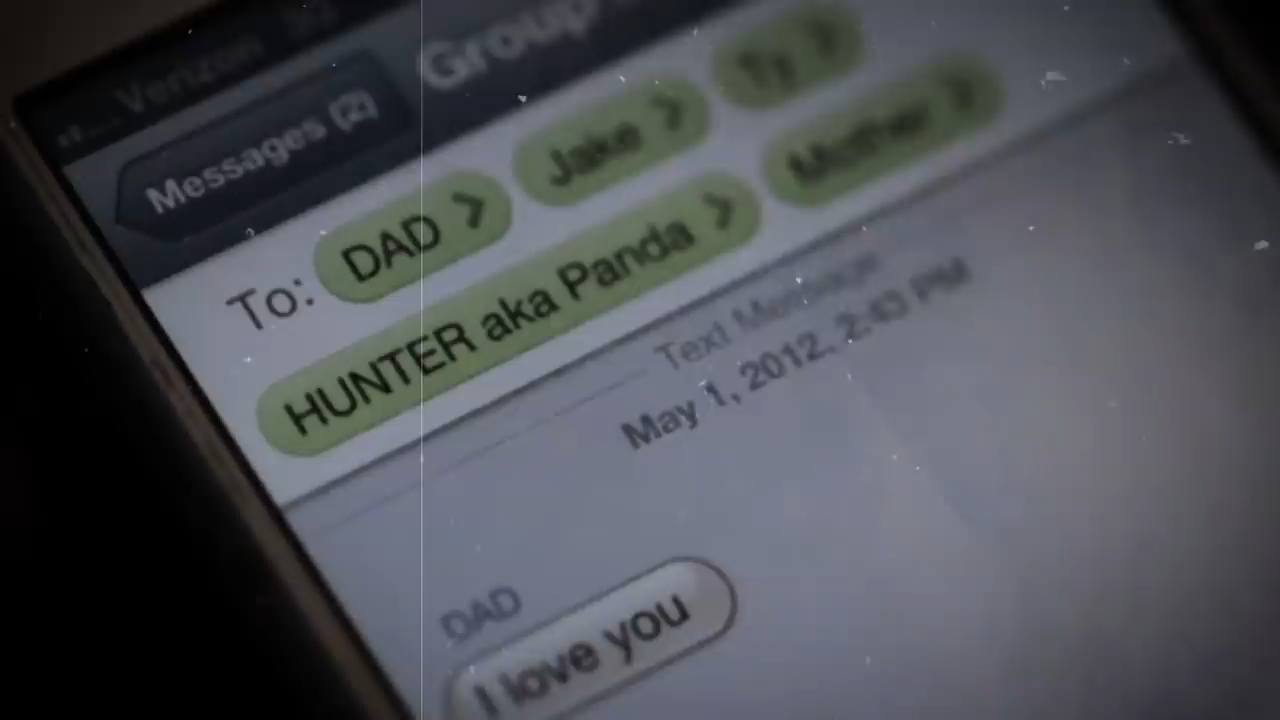 Verizon
Messages (2)
Group
To: DAD Jake Ty
HUNTER aka Panda Mother
Text Message
May 1, 2012, 2:43 PM
DAD
I love you